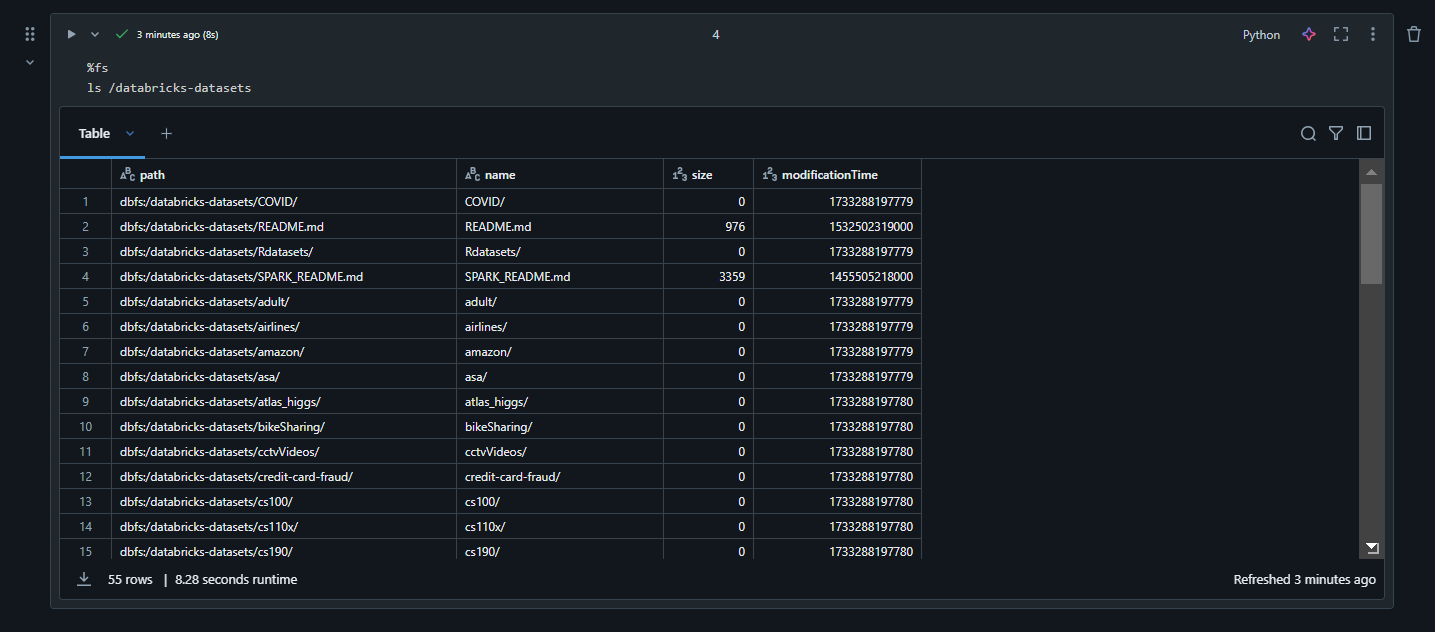 3 minutes ago (8s)
4
Python
%fs
ls /databricks-datasets
Table
path name size modificationTime
1 dbfs:/databricks-datasets/COVID/ COVID/ 0 1733288197779
2 dbfs:/databricks-datasets/README.md README.md 976 1532502319000
3 dbfs:/databricks-datasets/Rdatasets/ Rdatasets/ 0 1733288197779
4 dbfs:/databricks-datasets/SPARK_README.md SPARK_README.md 3359 1455505218000
5 dbfs:/databricks-datasets/adult/ adult/ 0 1733288197779
6 dbfs:/databricks-datasets/airlines/ airlines/ 0 1733288197779
7 dbfs:/databricks-datasets/amazon/ amazon/ 0 1733288197779
8 dbfs:/databricks-datasets/asa/ asa/ 0 1733288197779
9 dbfs:/databricks-datasets/atlas_higgs/ atlas_higgs/ 0 1733288197780
10 dbfs:/databricks-datasets/bikeSharing/ bikeSharing/ 0 1733288197780
11 dbfs:/databricks-datasets/cctvVideos/ cctvVideos/ 0 1733288197780
12 dbfs:/databricks-datasets/credit-card-fraud/ credit-card-fraud/ 0 1733288197780
13 dbfs:/databricks-datasets/cs100/ cs100/ 0 1733288197780
14 dbfs:/databricks-datasets/cs110x/ cs110x/ 0 1733288197780
15 dbfs:/databricks-datasets/cs190/ cs190/ 0 1733288197780
55 rows | 8.28 seconds runtime
Refreshed 3 minutes ago